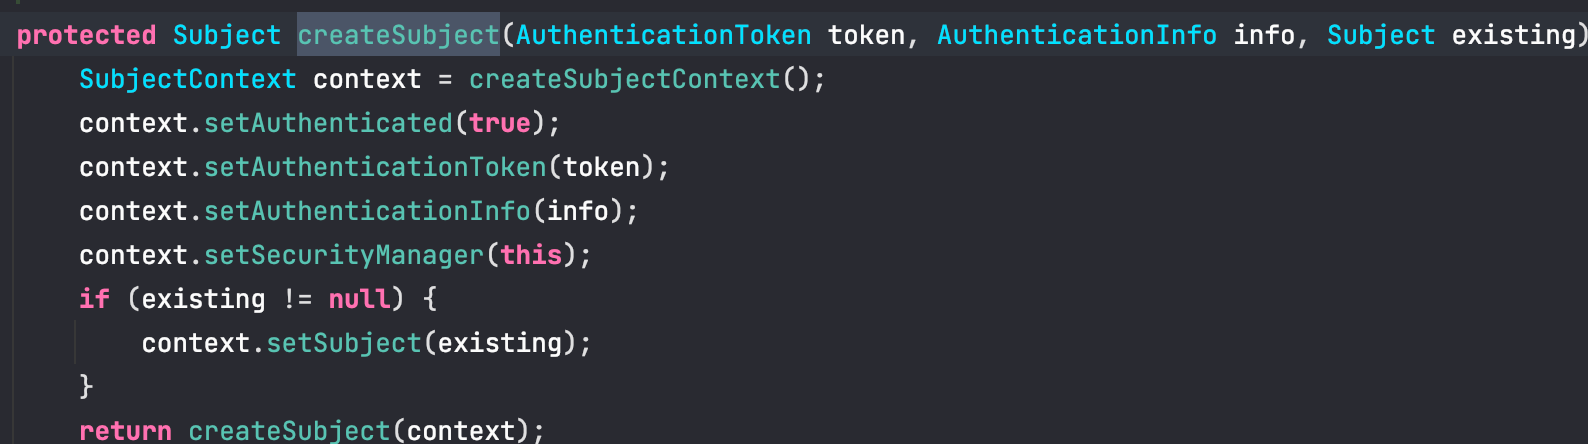 protected Subject createSubject(AuthenticationToken token, AuthenticationInfo info, Subject existing)
    SubjectContext context = createSubjectContext();
    context.setAuthenticated(true);
    context.setAuthenticationToken(token);
    context.setAuthenticationInfo(info);
    context.setSecurityManager(this);
    if (existing != null) {
        context.setSubject(existing);
    }
    return createSubject(context);